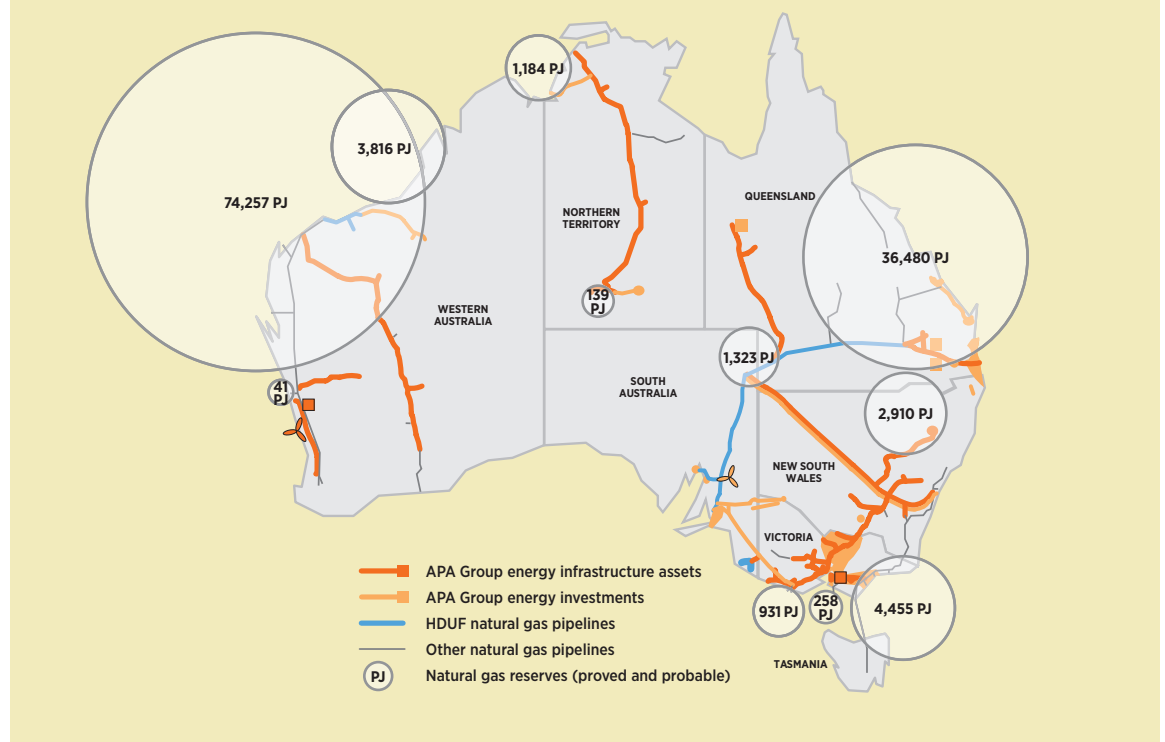 1,184 PJ
3,816 PJ
74,257 PJ
QUEENSLAND
NORTHERN
TERRITORY
36,480 PJ
139
PJ
WESTERN
AUSTRALIA
1,323 PJ
SOUTH
AUSTRALIA
41
PJ
2,910 PJ
NEW SOUTH
WALES
VICTORIA
931 PJ
258
PJ
4,455 PJ
TASMANIA
APA Group energy infrastructure assets
APA Group energy investments
HDUF natural gas pipelines
Other natural gas pipelines
PJ Natural gas reserves (proved and probable)